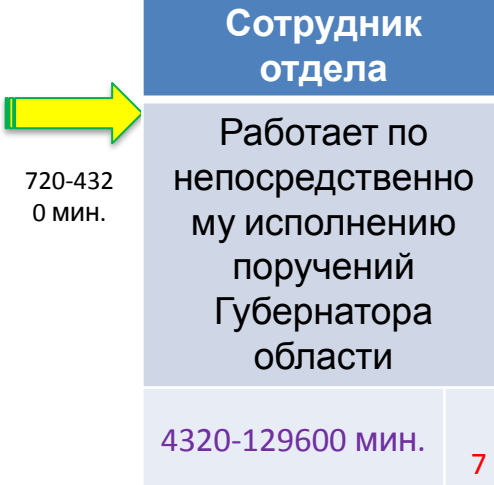 Сотрудник
отдела
720-432
0 мин.
Работает по
непосредственно
му исполнению
поручений
Губернатора
области
4320-129600 мин.
7